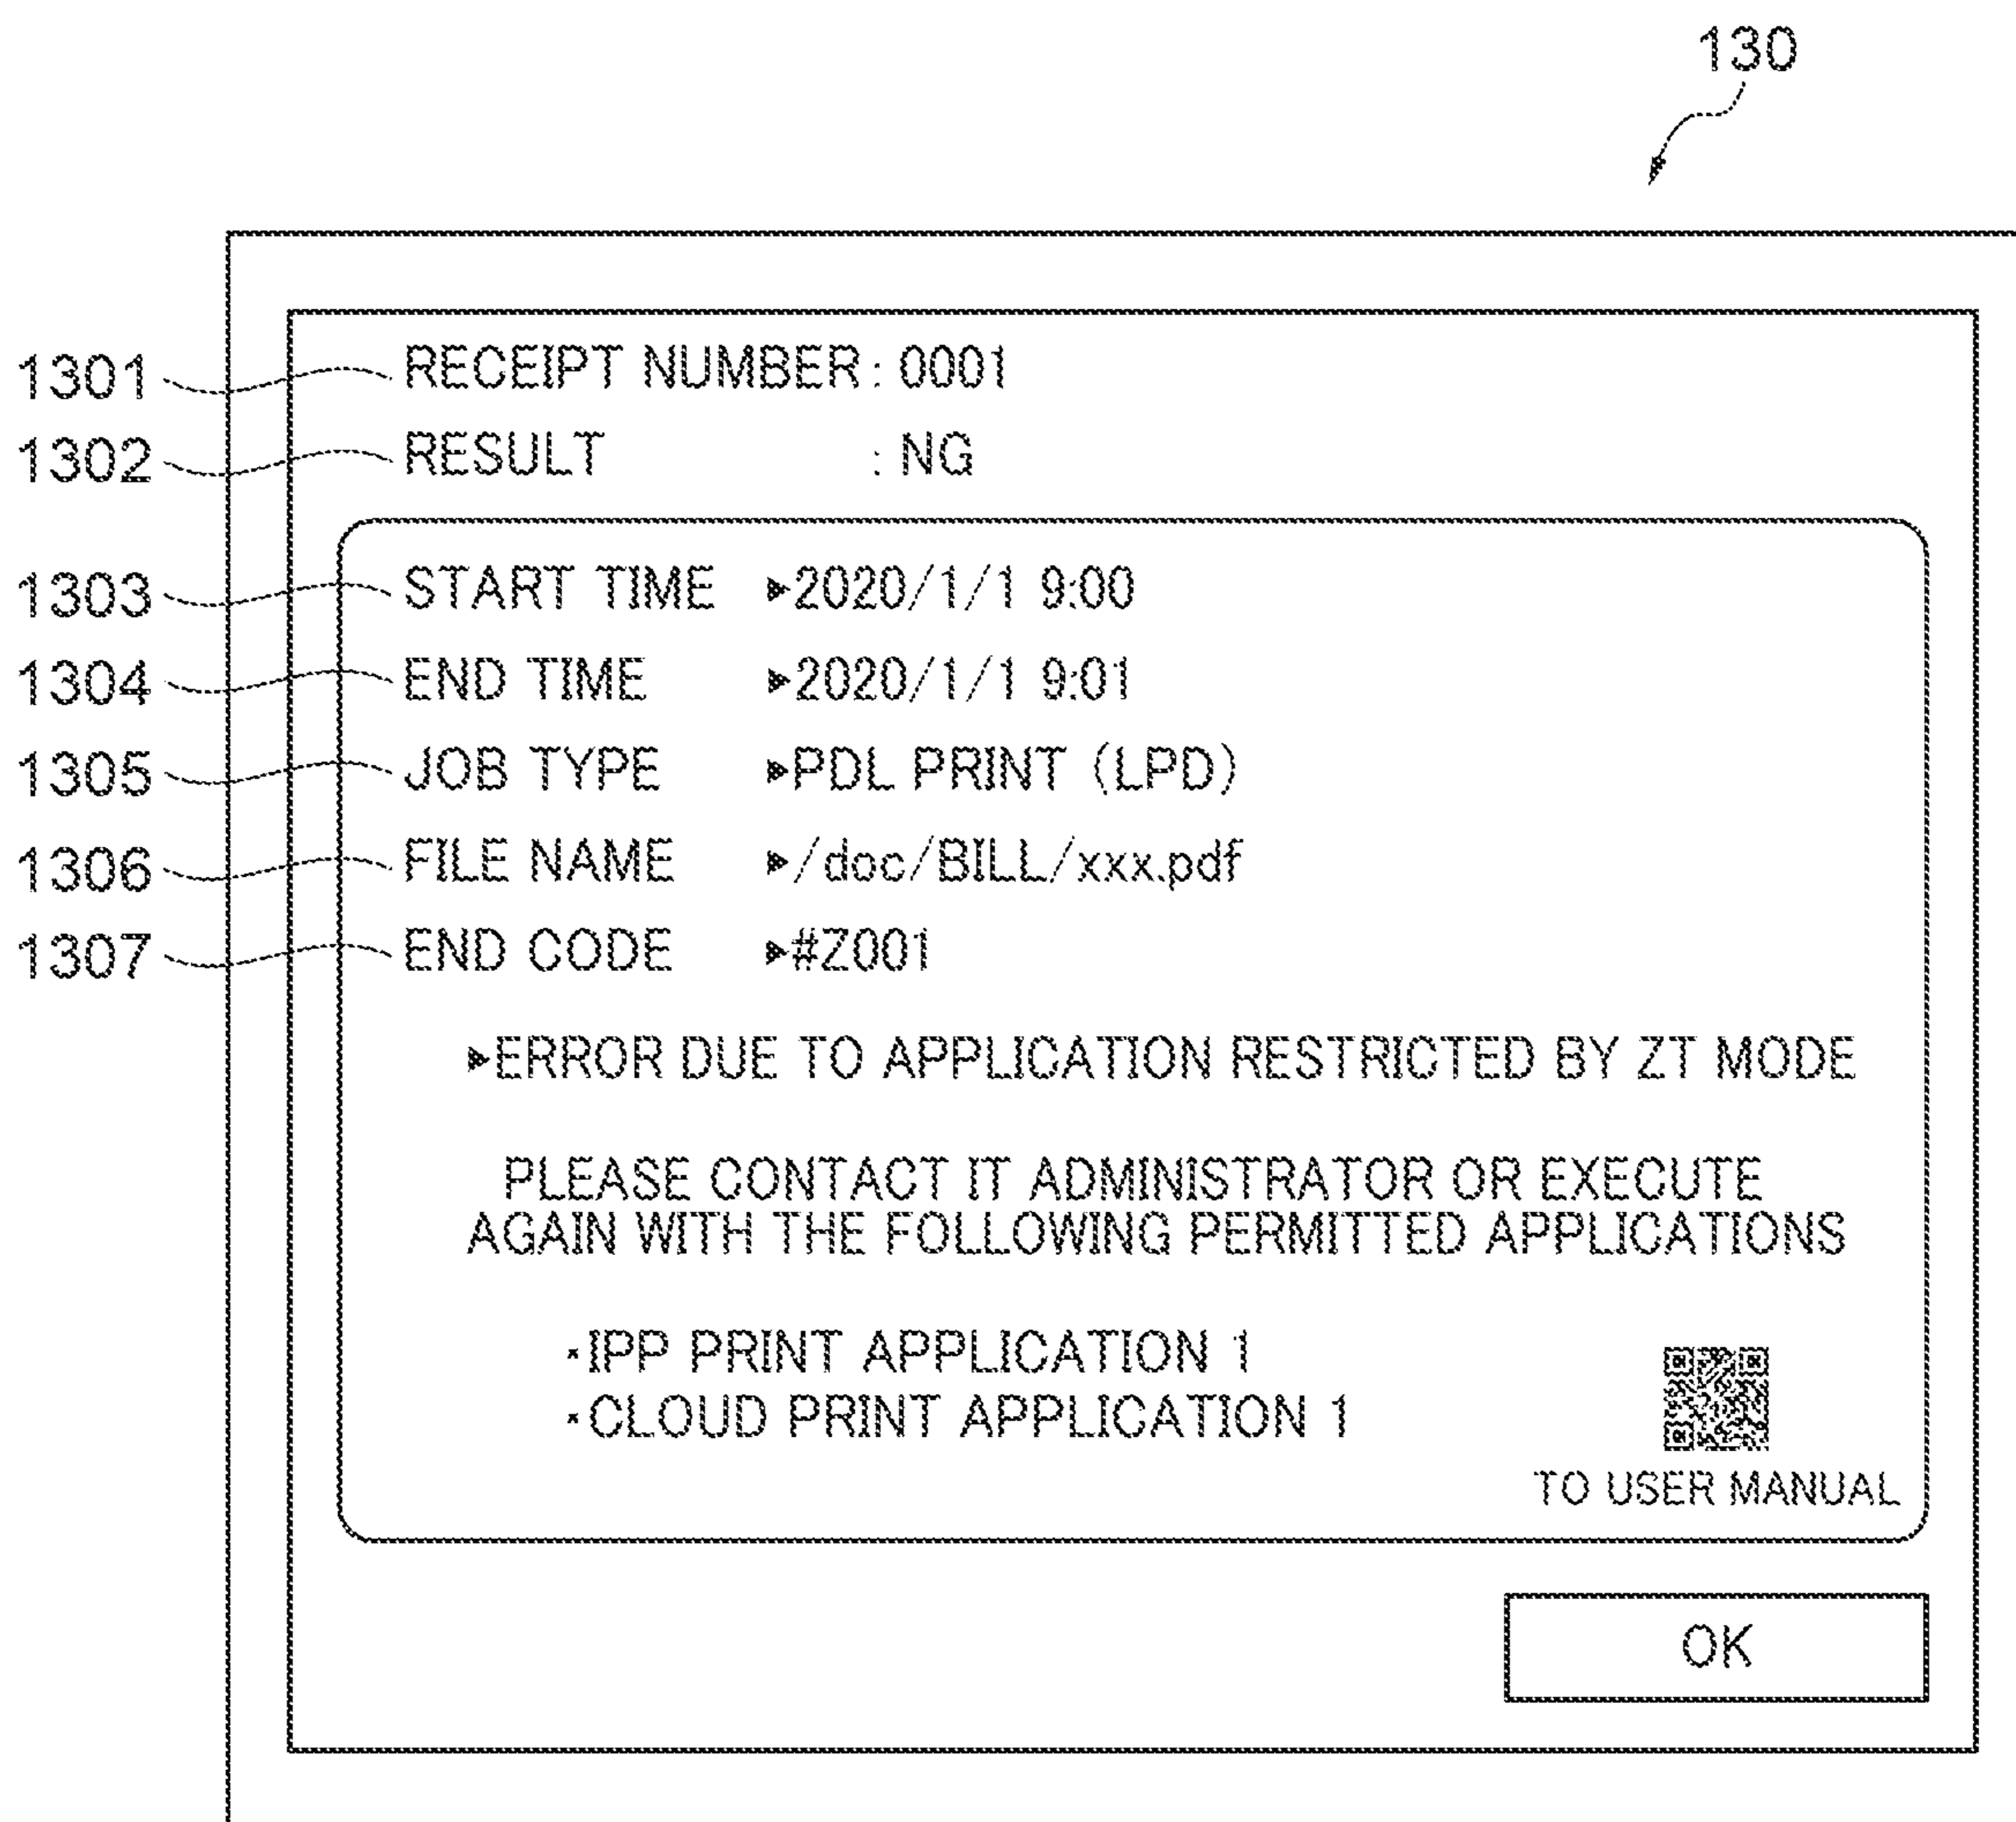 130
1301 RECEIPT NUMBER : 0001
1302 RESULT : NG
1303 START TIME ▶2020/1/1 9:00
1304 END TIME ▶2020/1/1 9:01
1305 JOB TYPE ▶PDL PRINT (LPD)
1306 FILE NAME ▶/doc/BILL/xxx.pdf
1307 END CODE ▶#Z001
▶ERROR DUE TO APPLICATION RESTRICTED BY ZT MODE
PLEASE CONTACT IT ADMINISTRATOR OR EXECUTE
AGAIN WITH THE FOLLOWING PERMITTED APPLICATIONS
・IPP PRINT APPLICATION 1
・CLOUD PRINT APPLICATION 1
TO USER MANUAL
OK